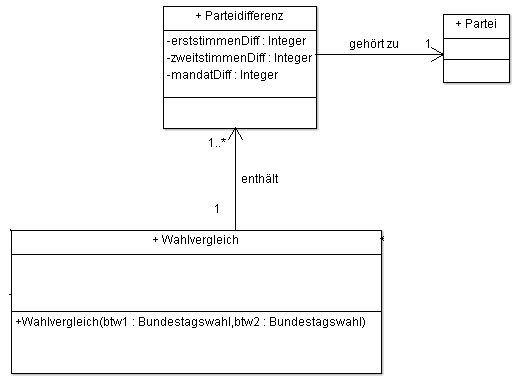 + Parteidifferenz
-erststimmenDiff : Integer
-zweitstimmenDiff : Integer
-mandatDiff : Integer
gehört zu
1
+ Partei
1..*
enthält
1
+ Wahlvergleich
*
+Wahlvergleich(btw1 : Bundestagswahl,btw2 : Bundestagswahl)